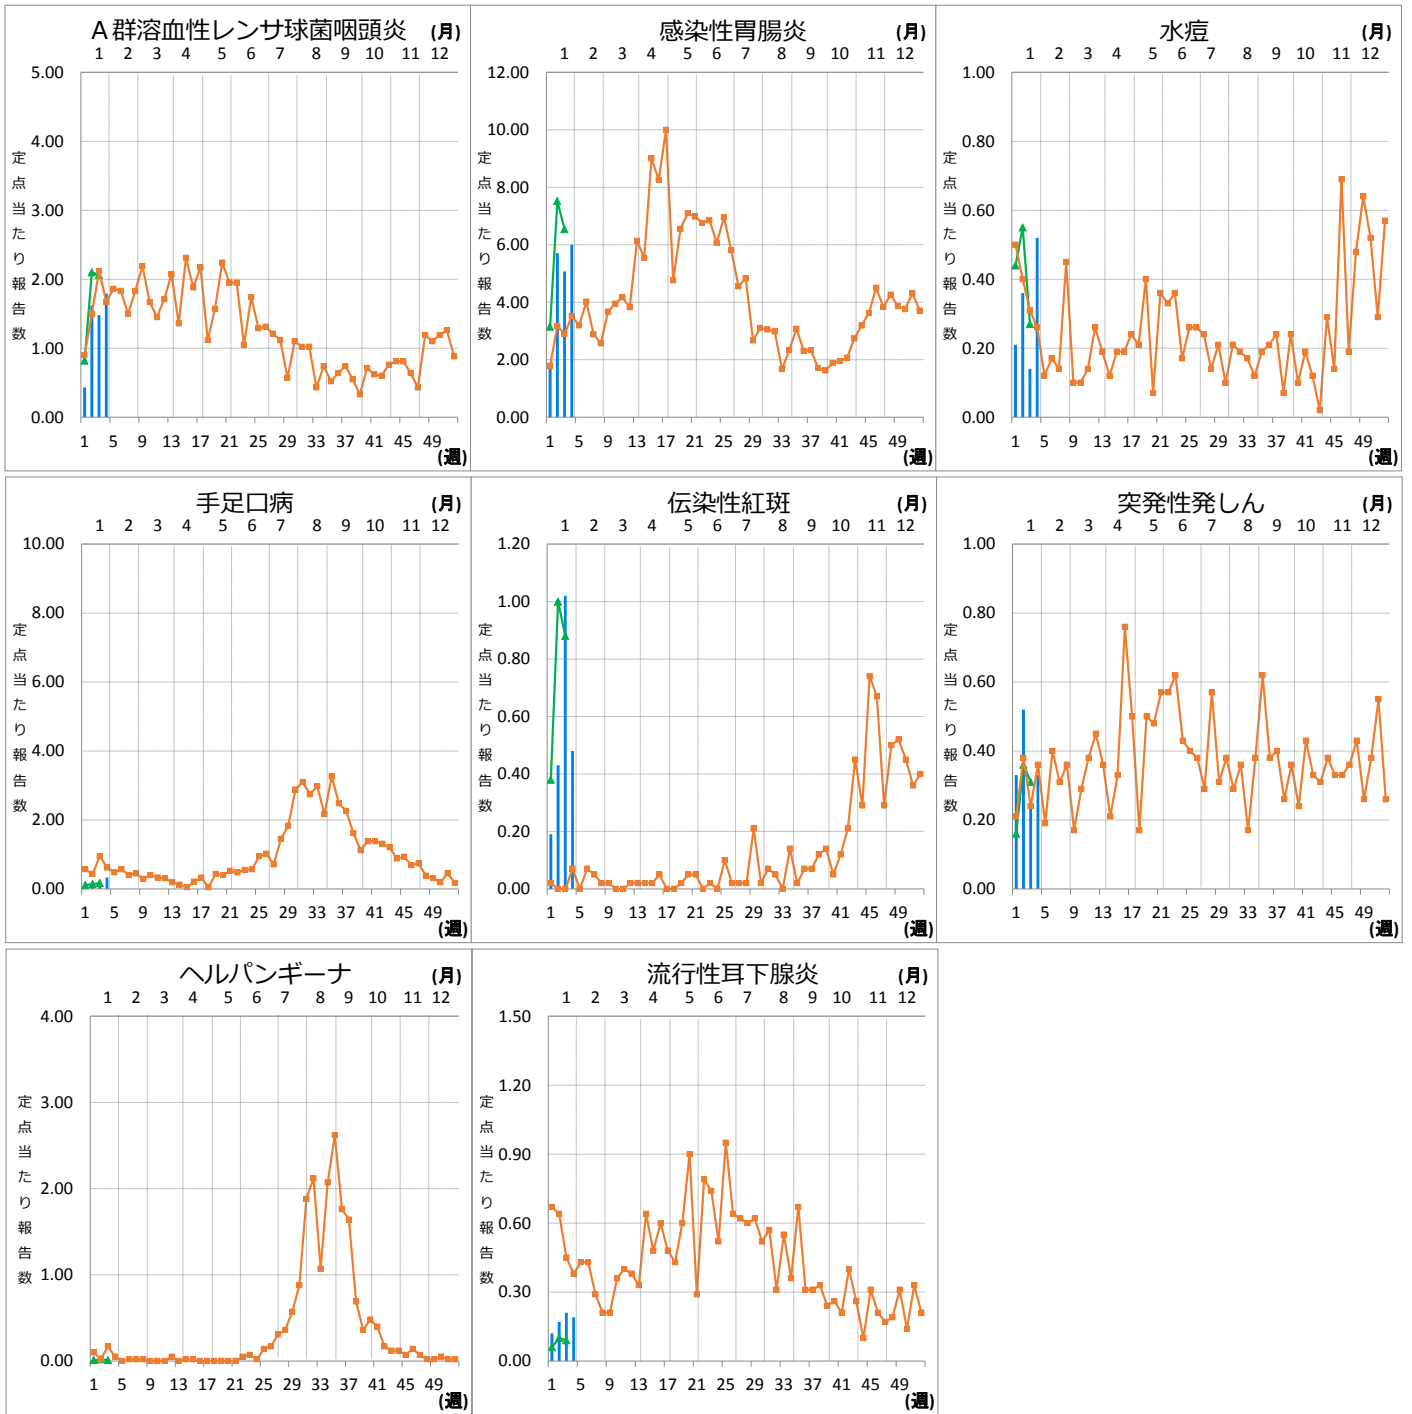 A群溶血性レンサ球菌咽頭炎 (月)
1 2 3 4 5 6 7 8 9 10 11 12
5.00
4.00
3.00
2.00
1.00
0.00
定点当たり報告数
1 5 9 13 17 21 25 29 33 37 41 45 49
(週)
感染性胃腸炎 (月)
1 2 3 4 5 6 7 8 9 10 11 12
12.00
10.00
8.00
6.00
4.00
2.00
0.00
定点当たり報告数
1 5 9 13 17 21 25 29 33 37 41 45 49
(週)
水痘 (月)
1 2 3 4 5 6 7 8 9 10 11 12
1.00
0.80
0.60
0.40
0.20
0.00
定点当たり報告数
1 5 9 13 17 21 25 29 33 37 41 45 49
(週)
手足口病 (月)
1 2 3 4 5 6 7 8 9 10 11 12
10.00
8.00
6.00
4.00
2.00
0.00
定点当たり報告数
1 5 9 13 17 21 25 29 33 37 41 45 49
(週)
伝染性紅斑 (月)
1 2 3 4 5 6 7 8 9 10 11 12
1.20
1.00
0.80
0.60
0.40
0.20
0.00
定点当たり報告数
1 5 9 13 17 21 25 29 33 37 41 45 49
(週)
突発性発しん (月)
1 2 3 4 5 6 7 8 9 10 11 12
1.00
0.80
0.60
0.40
0.20
0.00
定点当たり報告数
1 5 9 13 17 21 25 29 33 37 41 45 49
(週)
ヘルパンギーナ (月)
1 2 3 4 5 6 7 8 9 10 11 12
4.00
3.00
2.00
1.00
0.00
定点当たり報告数
1 5 9 13 17 21 25 29 33 37 41 45 49
(週)
流行性耳下腺炎 (月)
1 2 3 4 5 6 7 8 9 10 11 12
1.50
1.20
0.90
0.60
0.30
0.00
定点当たり報告数
1 5 9 13 17 21 25 29 33 37 41 45 49
(週)